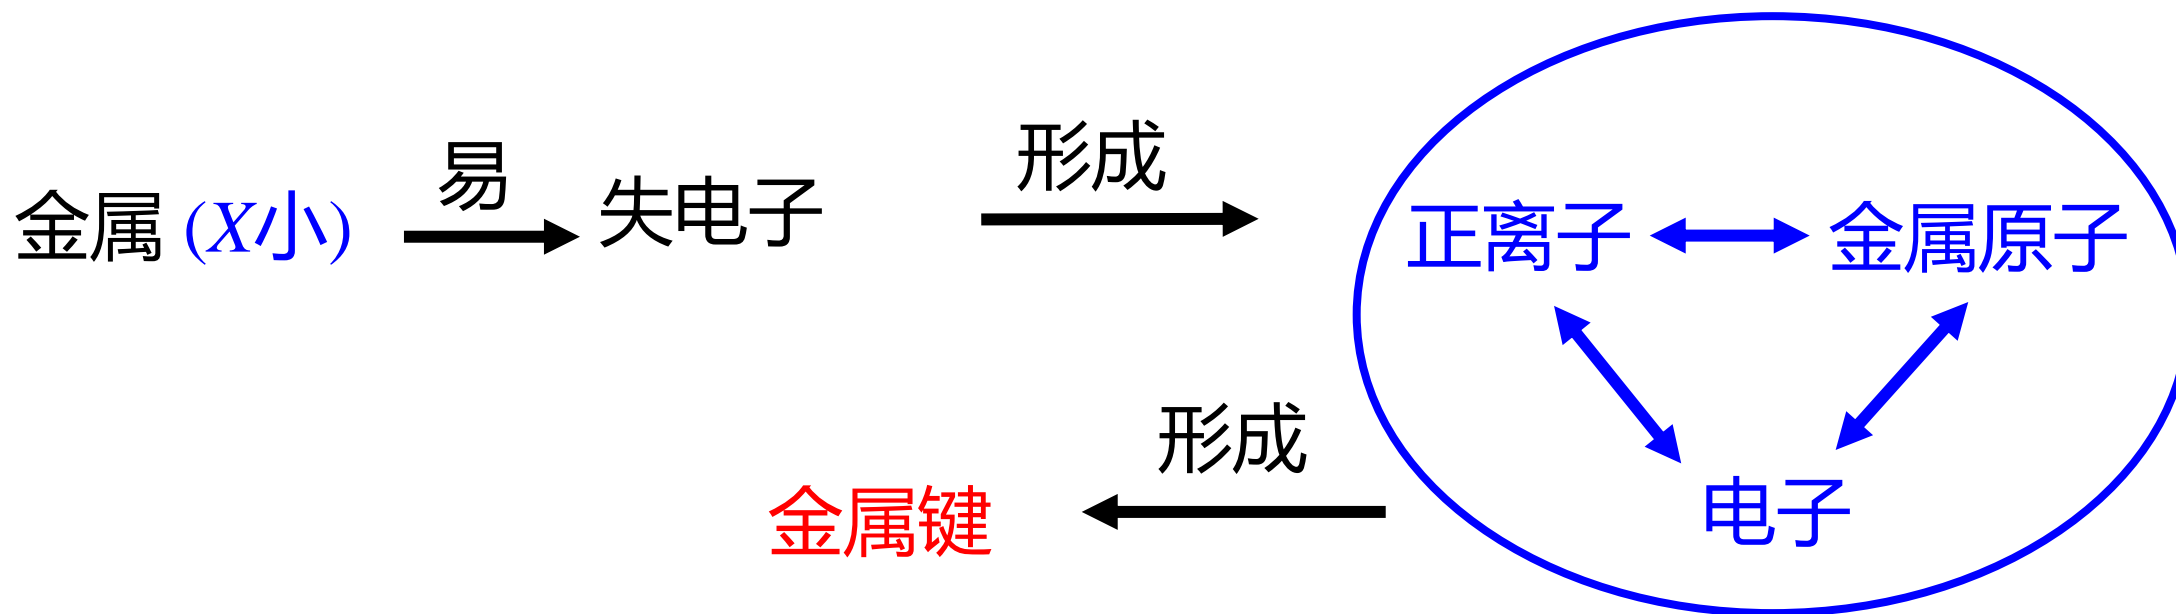 金属 (X小)
易
失电子
形成
正离子
金属原子
电子
形成
金属键